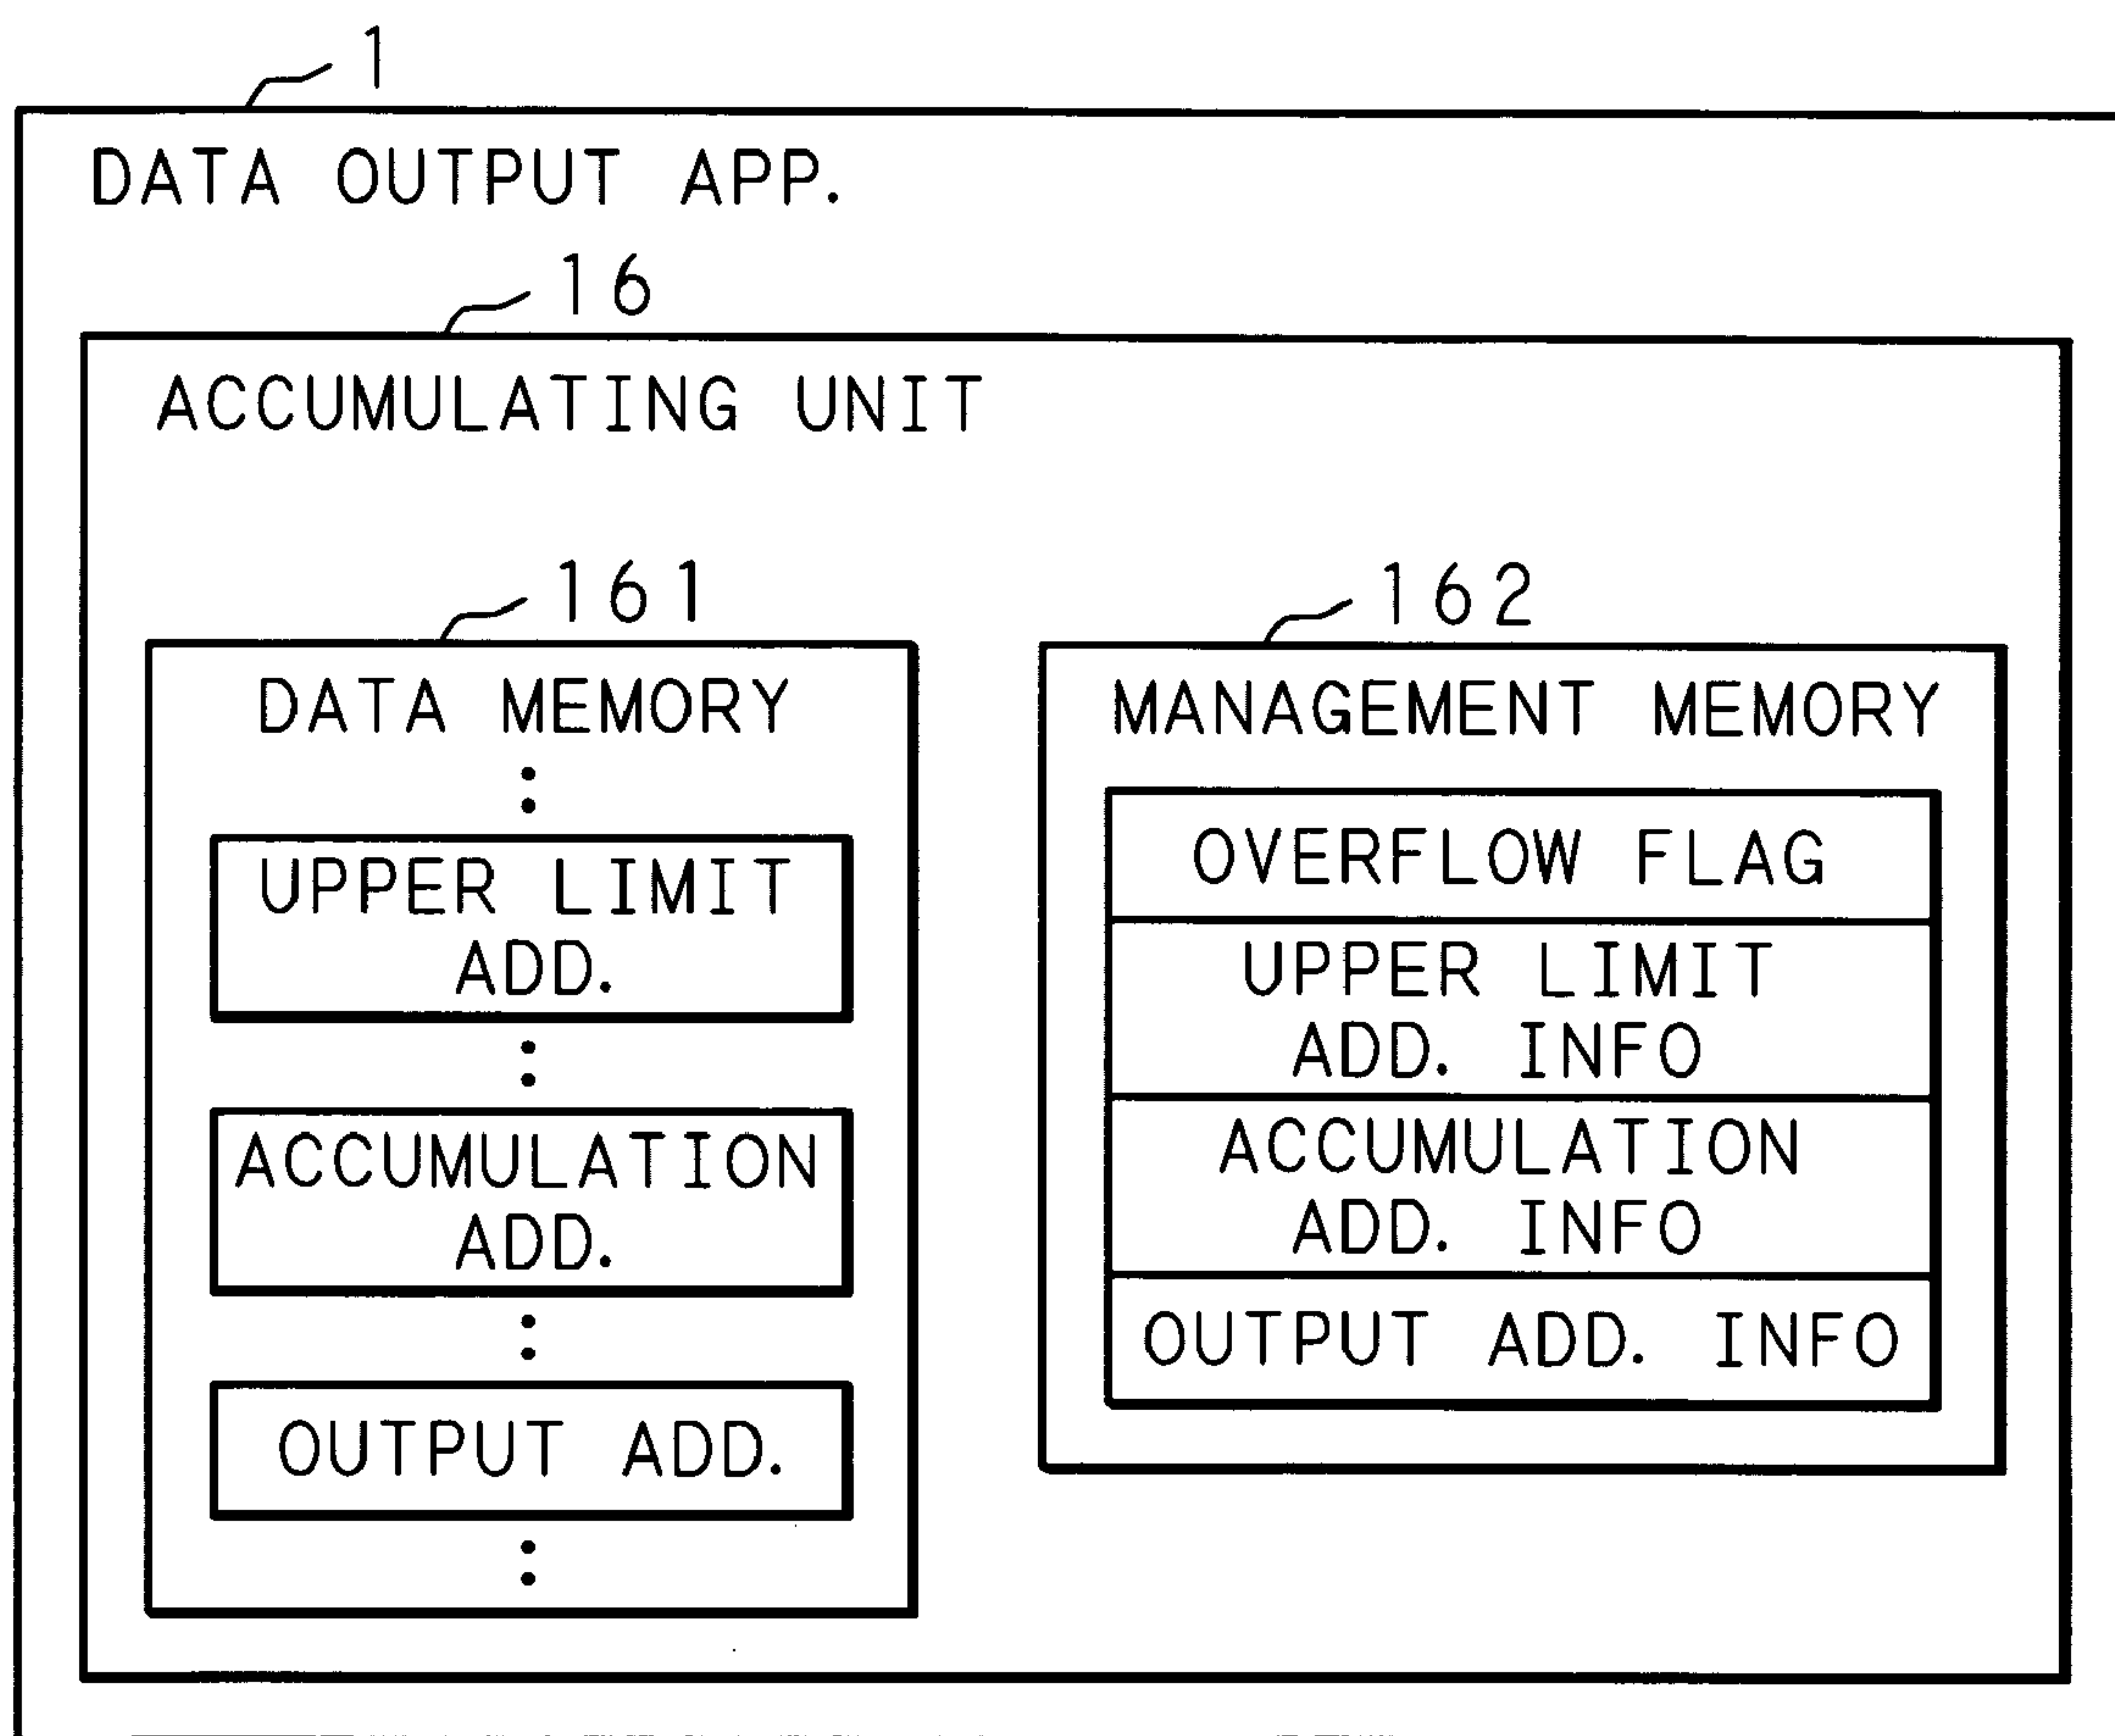 1
DATA OUTPUT APP.
16
ACCUMULATING UNIT
161
DATA MEMORY
UPPER LIMIT
ADD.
ACCUMULATION
ADD.
OUTPUT ADD.
162
MANAGEMENT MEMORY
OVERFLOW FLAG
UPPER LIMIT
ADD. INFO
ACCUMULATION
ADD. INFO
OUTPUT ADD. INFO